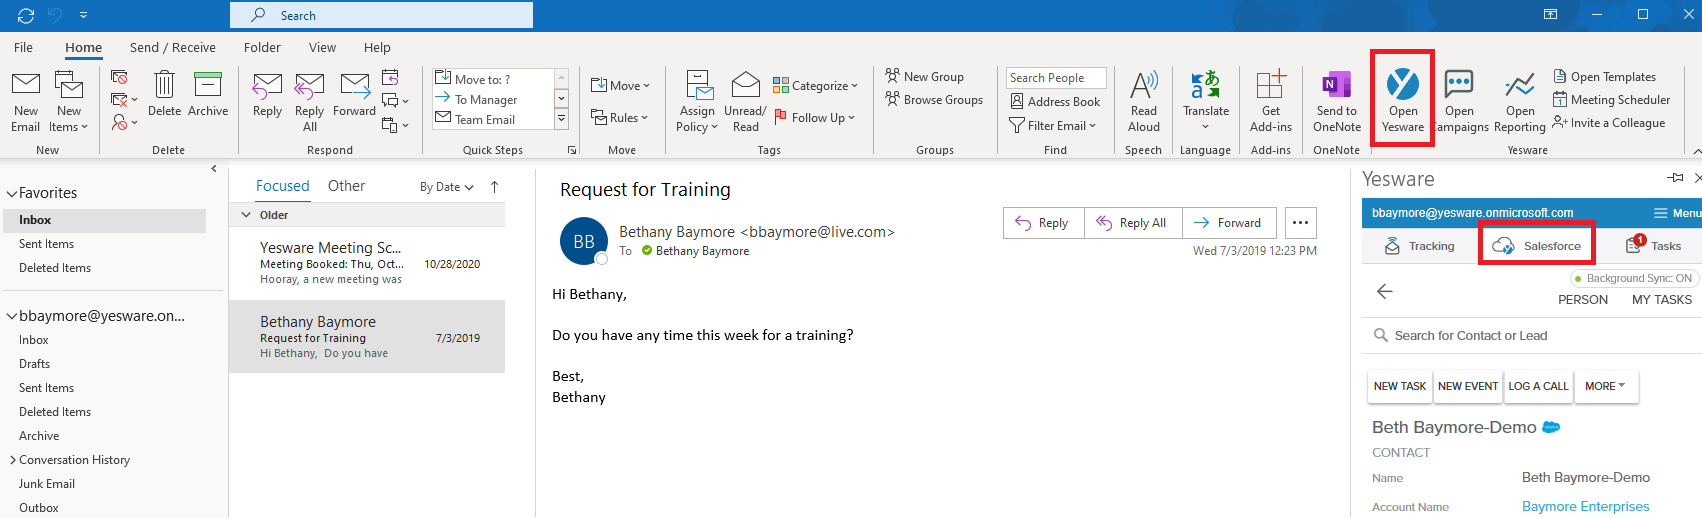 Search
File Home Send / Receive Folder View Help
New Email
New Items
Delete
Archive
Delete
New
Reply
Reply All
Forward
Respond
Move to: ?
To Manager
Team Email
Quick Steps
Move
Rules
Move
Assign Policy
Unread/ Read
Categorize
Follow Up
Tags
New Group
Browse Groups
Groups
Search People
Address Book
Filter Email
Find
Read Aloud
Speech
Translate
Language
Get Add-ins
Add-ins
Send to OneNote
OneNote
Open Yesware
Open Campaigns
Open Reporting
Open Templates
Meeting Scheduler
Invite a Colleague
Yesware
Favorites
Inbox
Sent Items
Deleted Items
bbaymore@yesware.on...
Inbox
Drafts
Sent Items
Deleted Items
Archive
Conversation History
Junk Email
Outbox
Focused Other By Date
Older
Yesware Meeting Sc...
Meeting Booked: Thu, Oct... 10/28/2020
Hooray, a new meeting was
Bethany Baymore
Request for Training 7/3/2019
Hi Bethany, Do you have
Request for Training
BB
Bethany Baymore <bbaymore@live.com>
To Bethany Baymore
Reply Reply All Forward
Wed 7/3/2019 12:23 PM
Hi Bethany,
Do you have any time this week for a training?
Best,
Bethany
Yesware
bbaymore@yesware.onmicrosoft.com Menu
Tracking Salesforce 1 Tasks
Background Sync: ON
PERSON MY TASKS
Search for Contact or Lead
NEW TASK NEW EVENT LOG A CALL MORE
Beth Baymore-Demo
CONTACT
Name Beth Baymore-Demo
Account Name Baymore Enterprises